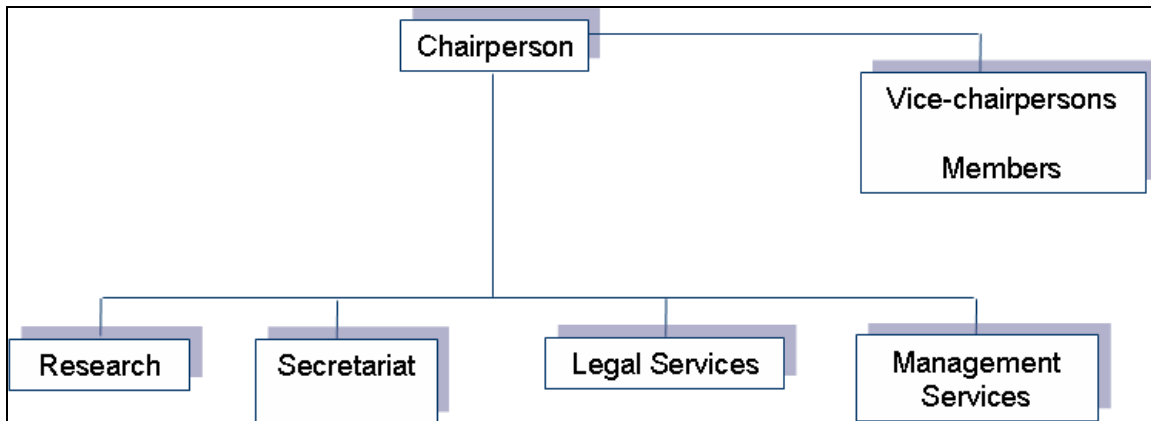 Chairperson
Vice-chairpersons
Members
Research
Secretariat
Legal Services
Management
Services